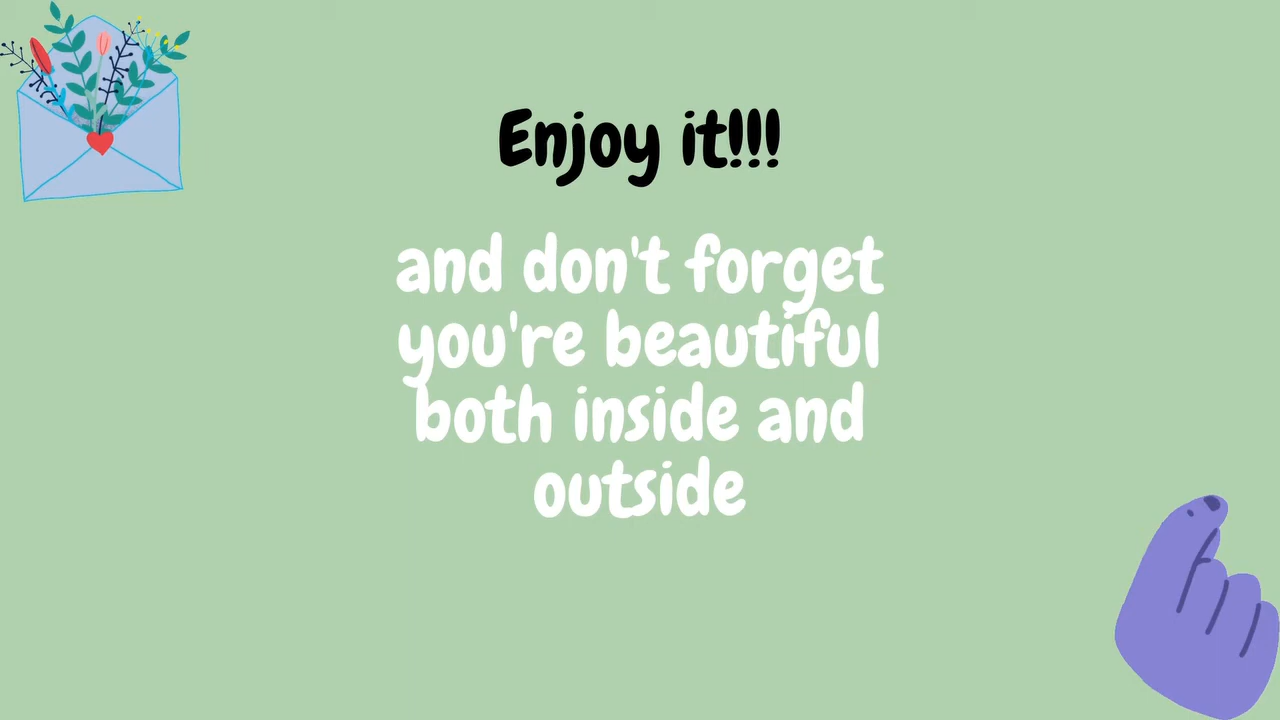 Enjoy it!!!
and don't forget
you're beautiful
both inside and
outside